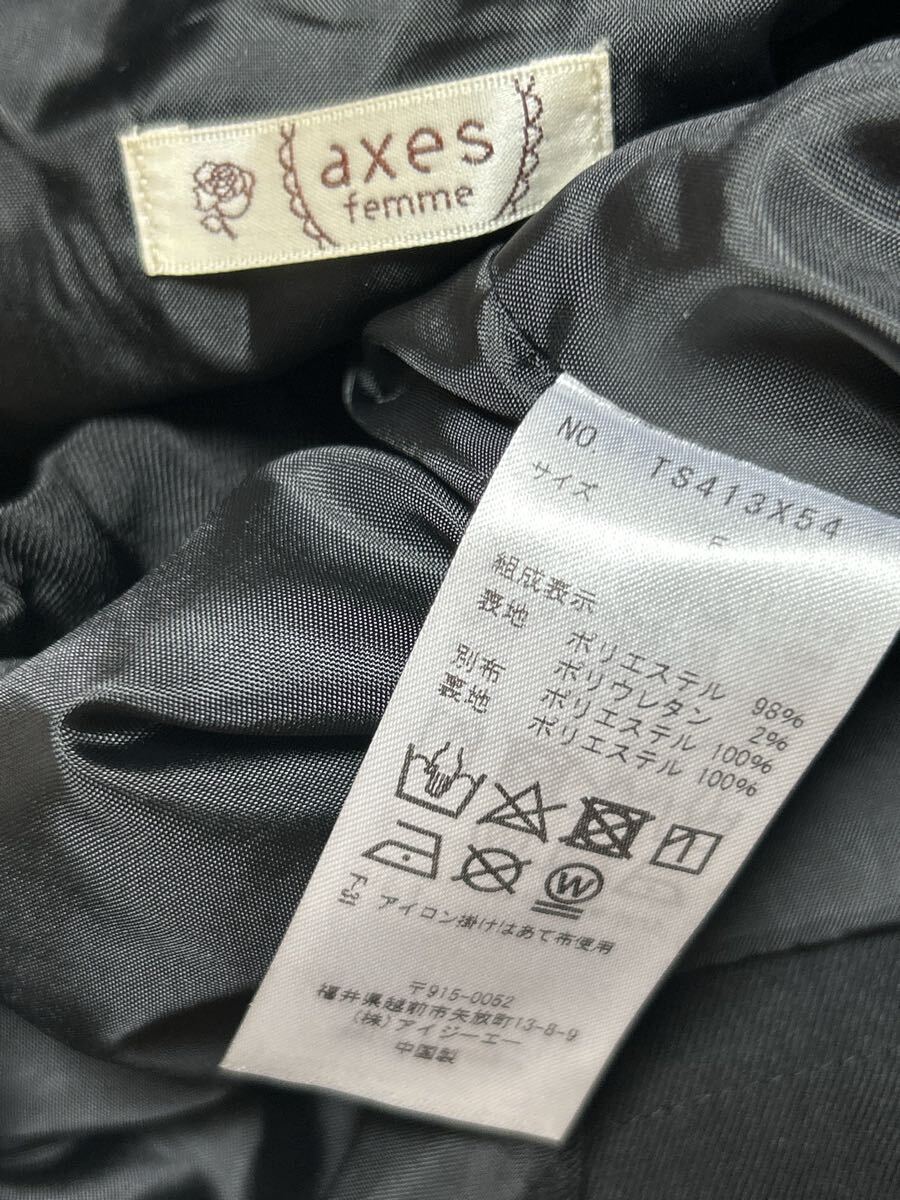 axes
femme
NO. TS413X54
サイズ
組成表示
表地 ポリエステル 98%
ポリウレタン 2%
別布 ポリエステル 100%
裏地 ポリエステル 100%
W
アイロン掛けはあて布使用
〒915-0052
福井県越前市矢放町13-8-9
(株)アイジーエー
中国製